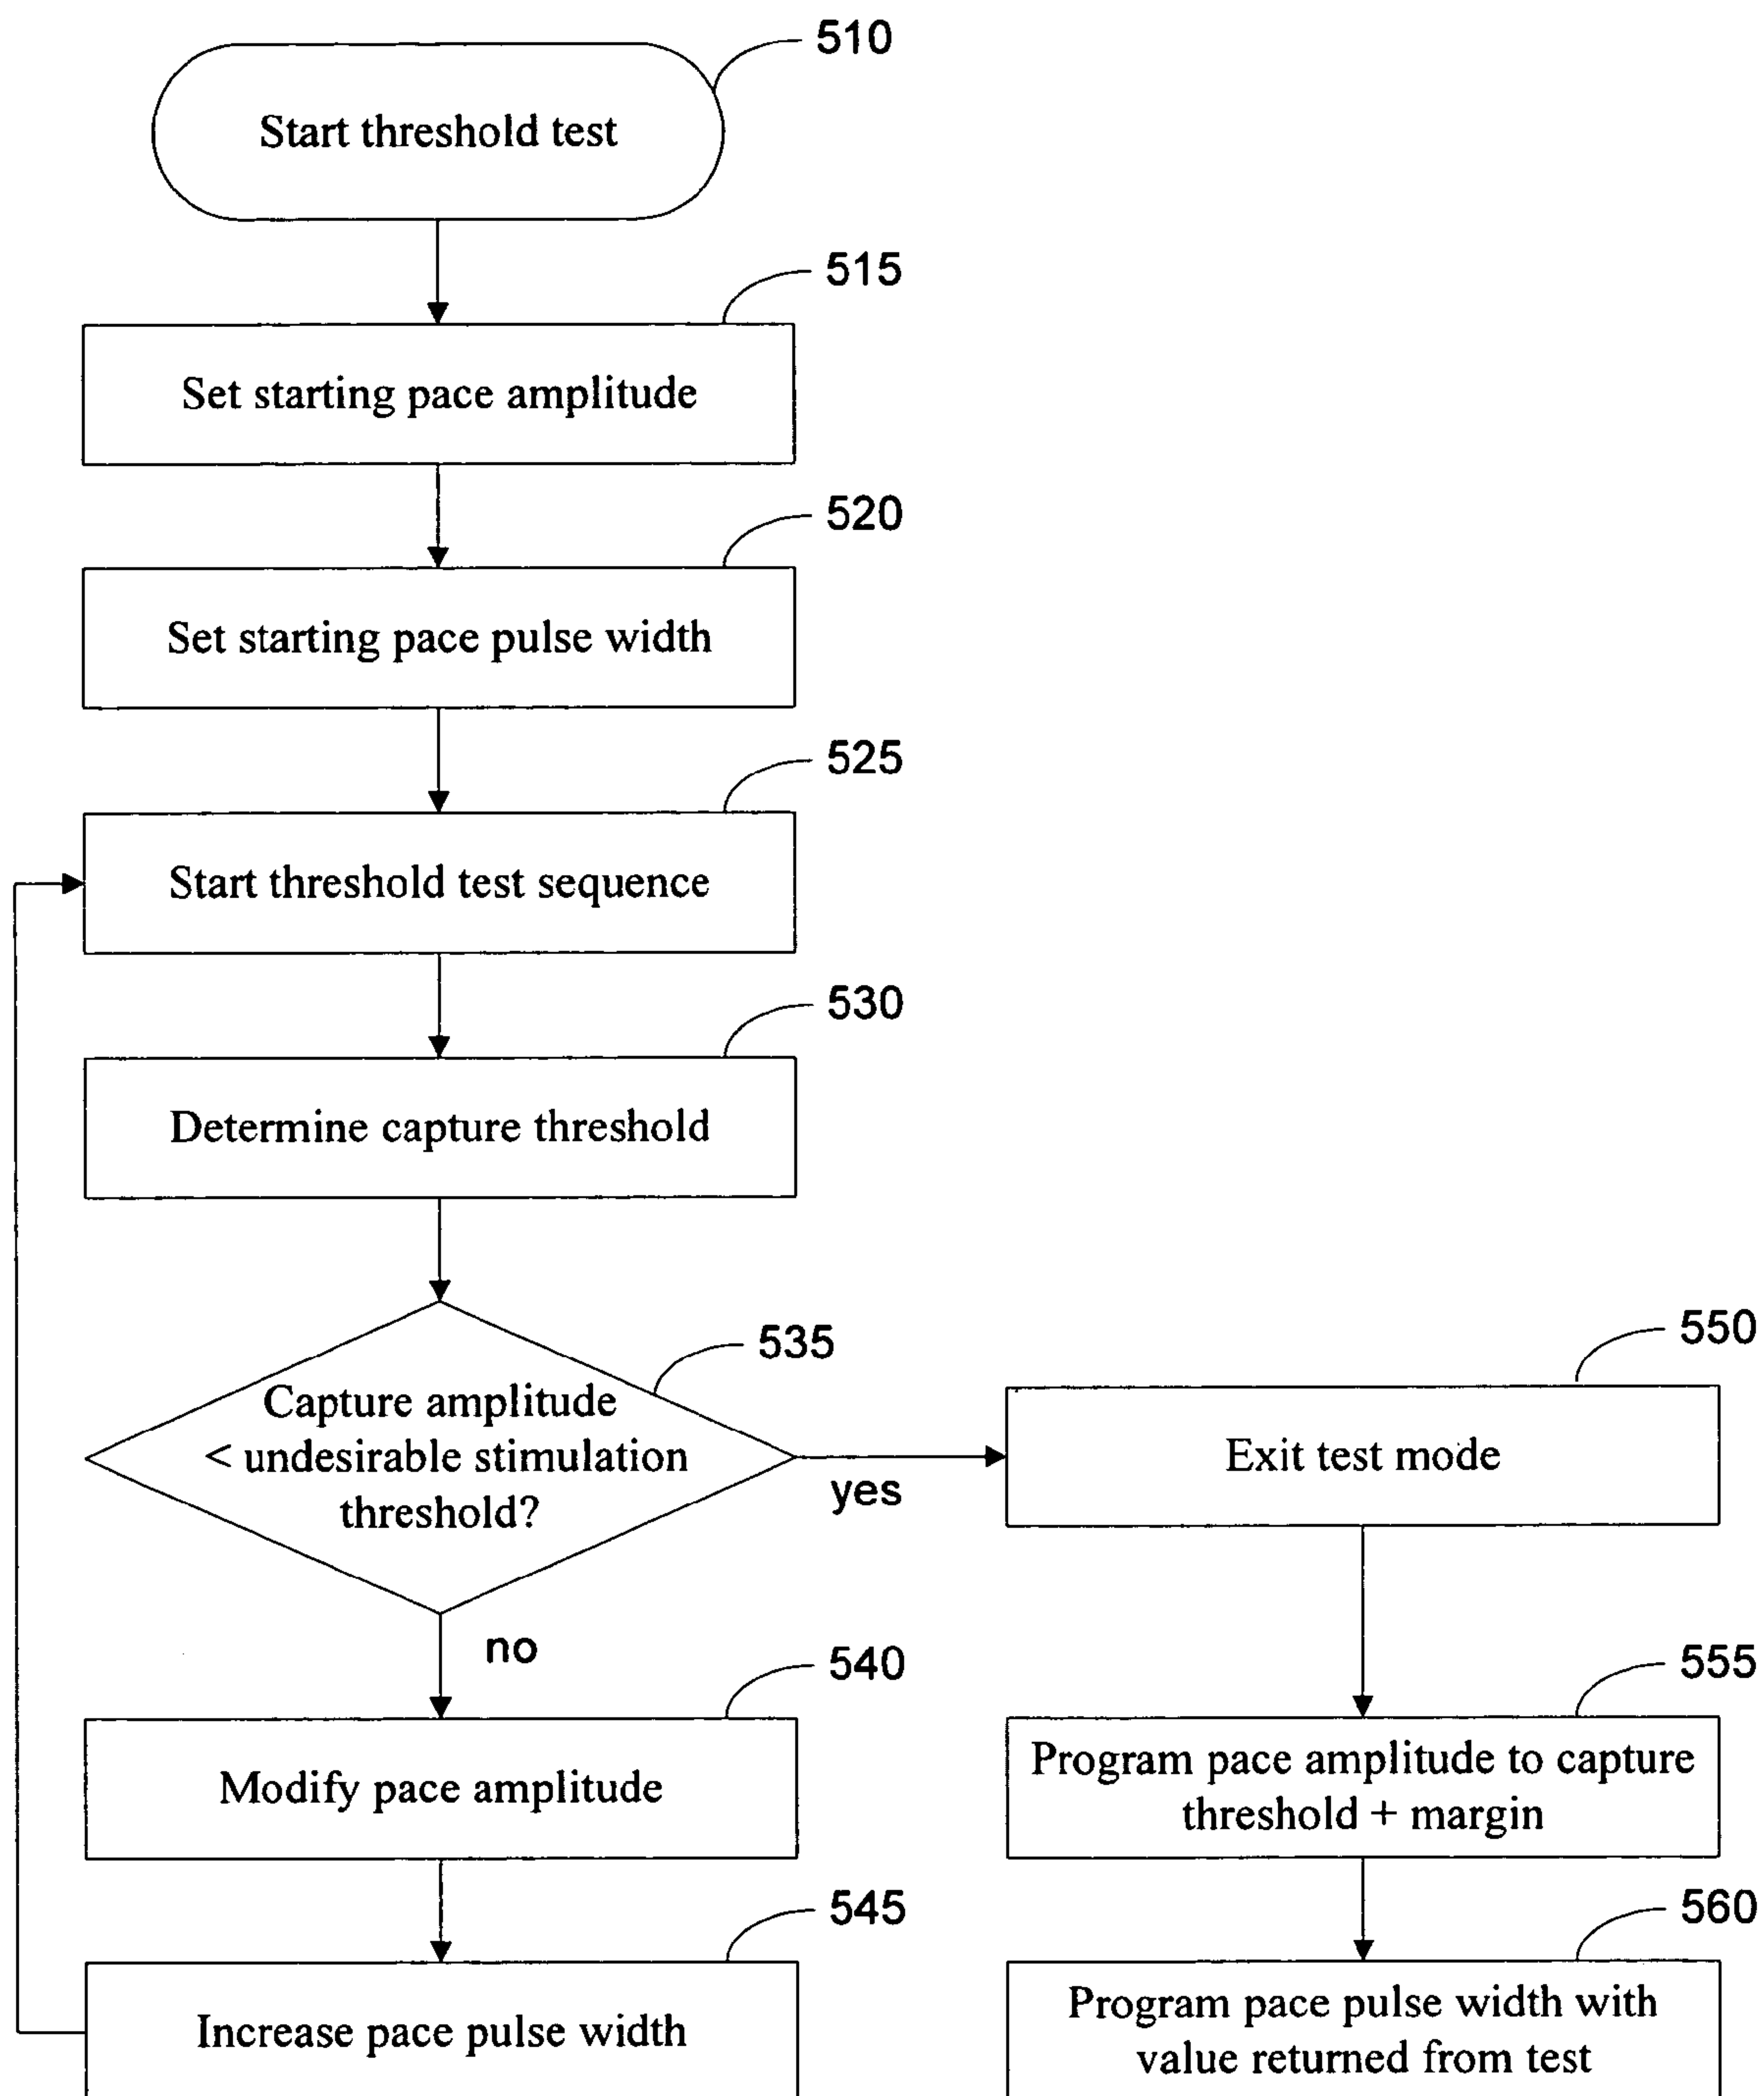 510
Start threshold test
515
Set starting pace amplitude
520
Set starting pace pulse width
525
Start threshold test sequence
530
Determine capture threshold
535
Capture amplitude
< undesirable stimulation
threshold?
yes
no
550
Exit test mode
540
Modify pace amplitude
555
Program pace amplitude to capture
threshold + margin
545
Increase pace pulse width
560
Program pace pulse width with
value returned from test